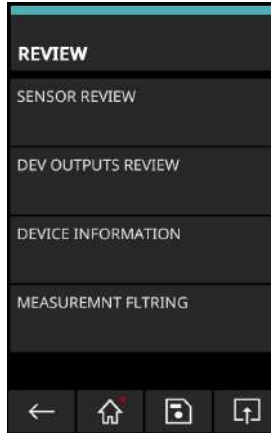 REVIEW
SENSOR REVIEW
DEV OUTPUTS REVIEW
DEVICE INFORMATION
MEASUREMNT FLTRING